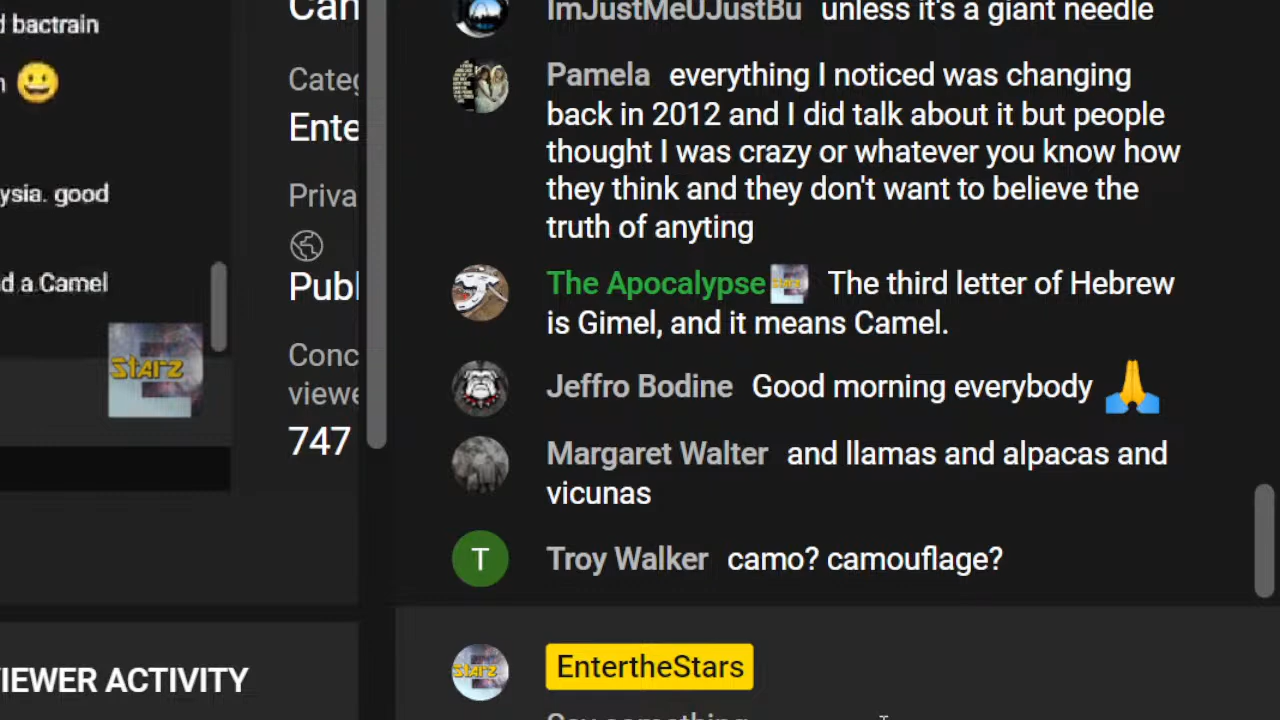 d bactrain
ysia. good
d a Camel
Starz
Can
Categ
Ente
Priva
Publ
Conc
viewe
747
IEWER ACTIVITY
ImJustMeUJustBu unless it's a giant needle
Pamela everything I noticed was changing
back in 2012 and I did talk about it but people
thought I was crazy or whatever you know how
they think and they don't want to believe the
truth of anyting
The Apocalypse The third letter of Hebrew
is Gimel, and it means Camel.
Jeffro Bodine Good morning everybody 🙏
Margaret Walter and llamas and alpacas and
vicunas
T Troy Walker camo? camouflage?
EntertheStars